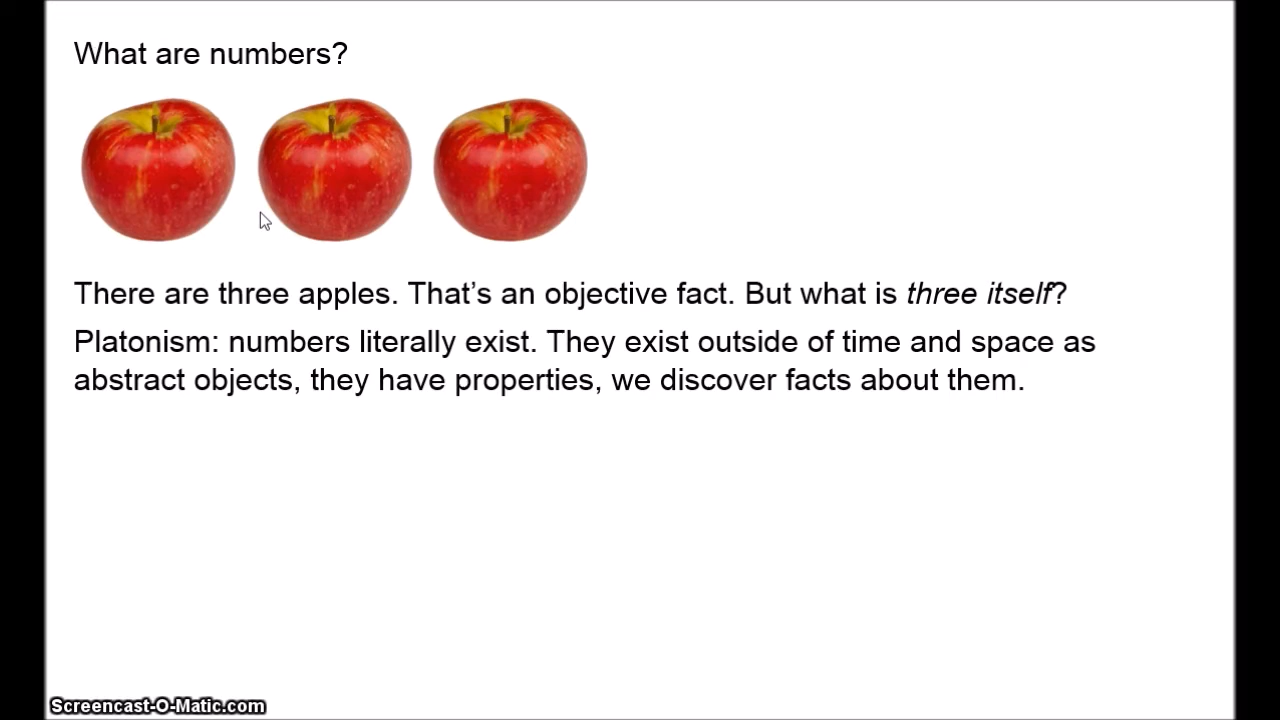 What are numbers?
There are three apples. That’s an objective fact. But what is three itself?
Platonism: numbers literally exist. They exist outside of time and space as
abstract objects, they have properties, we discover facts about them.
Screencast-O-Matic.com